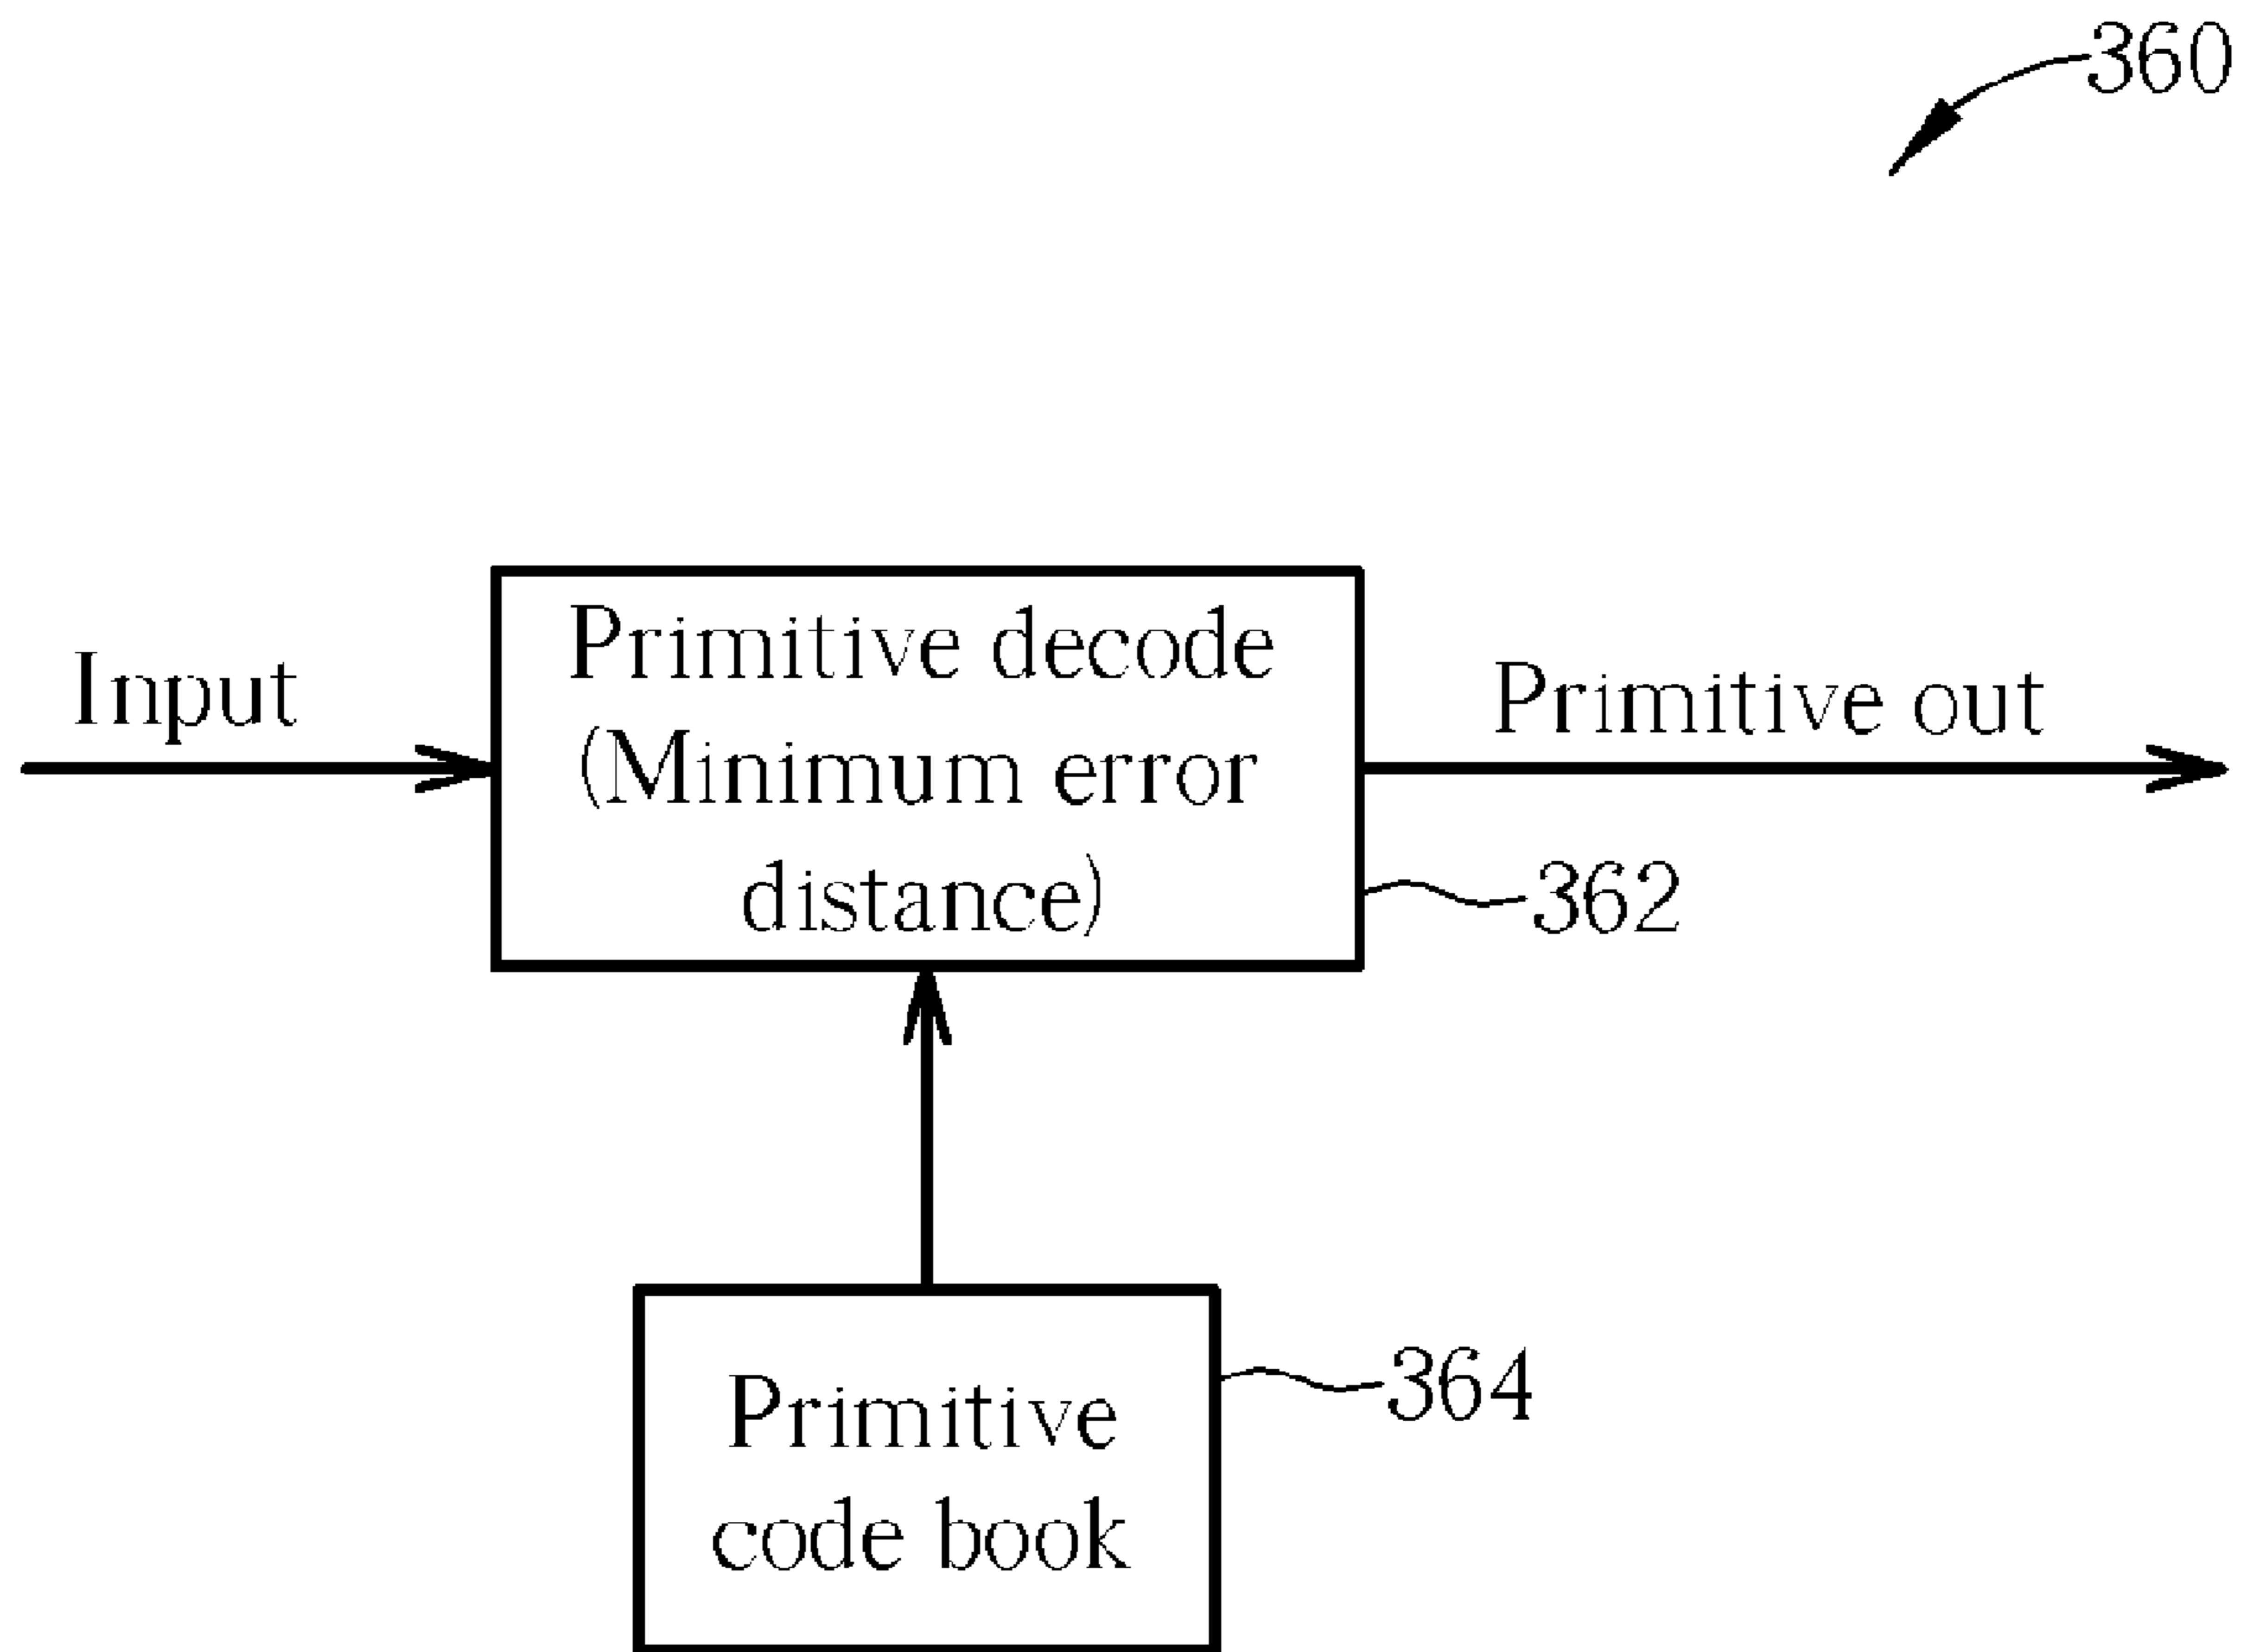 360
Primitive decode
(Minimum error
distance)
Input
Primitive out
362
Primitive
code book
364